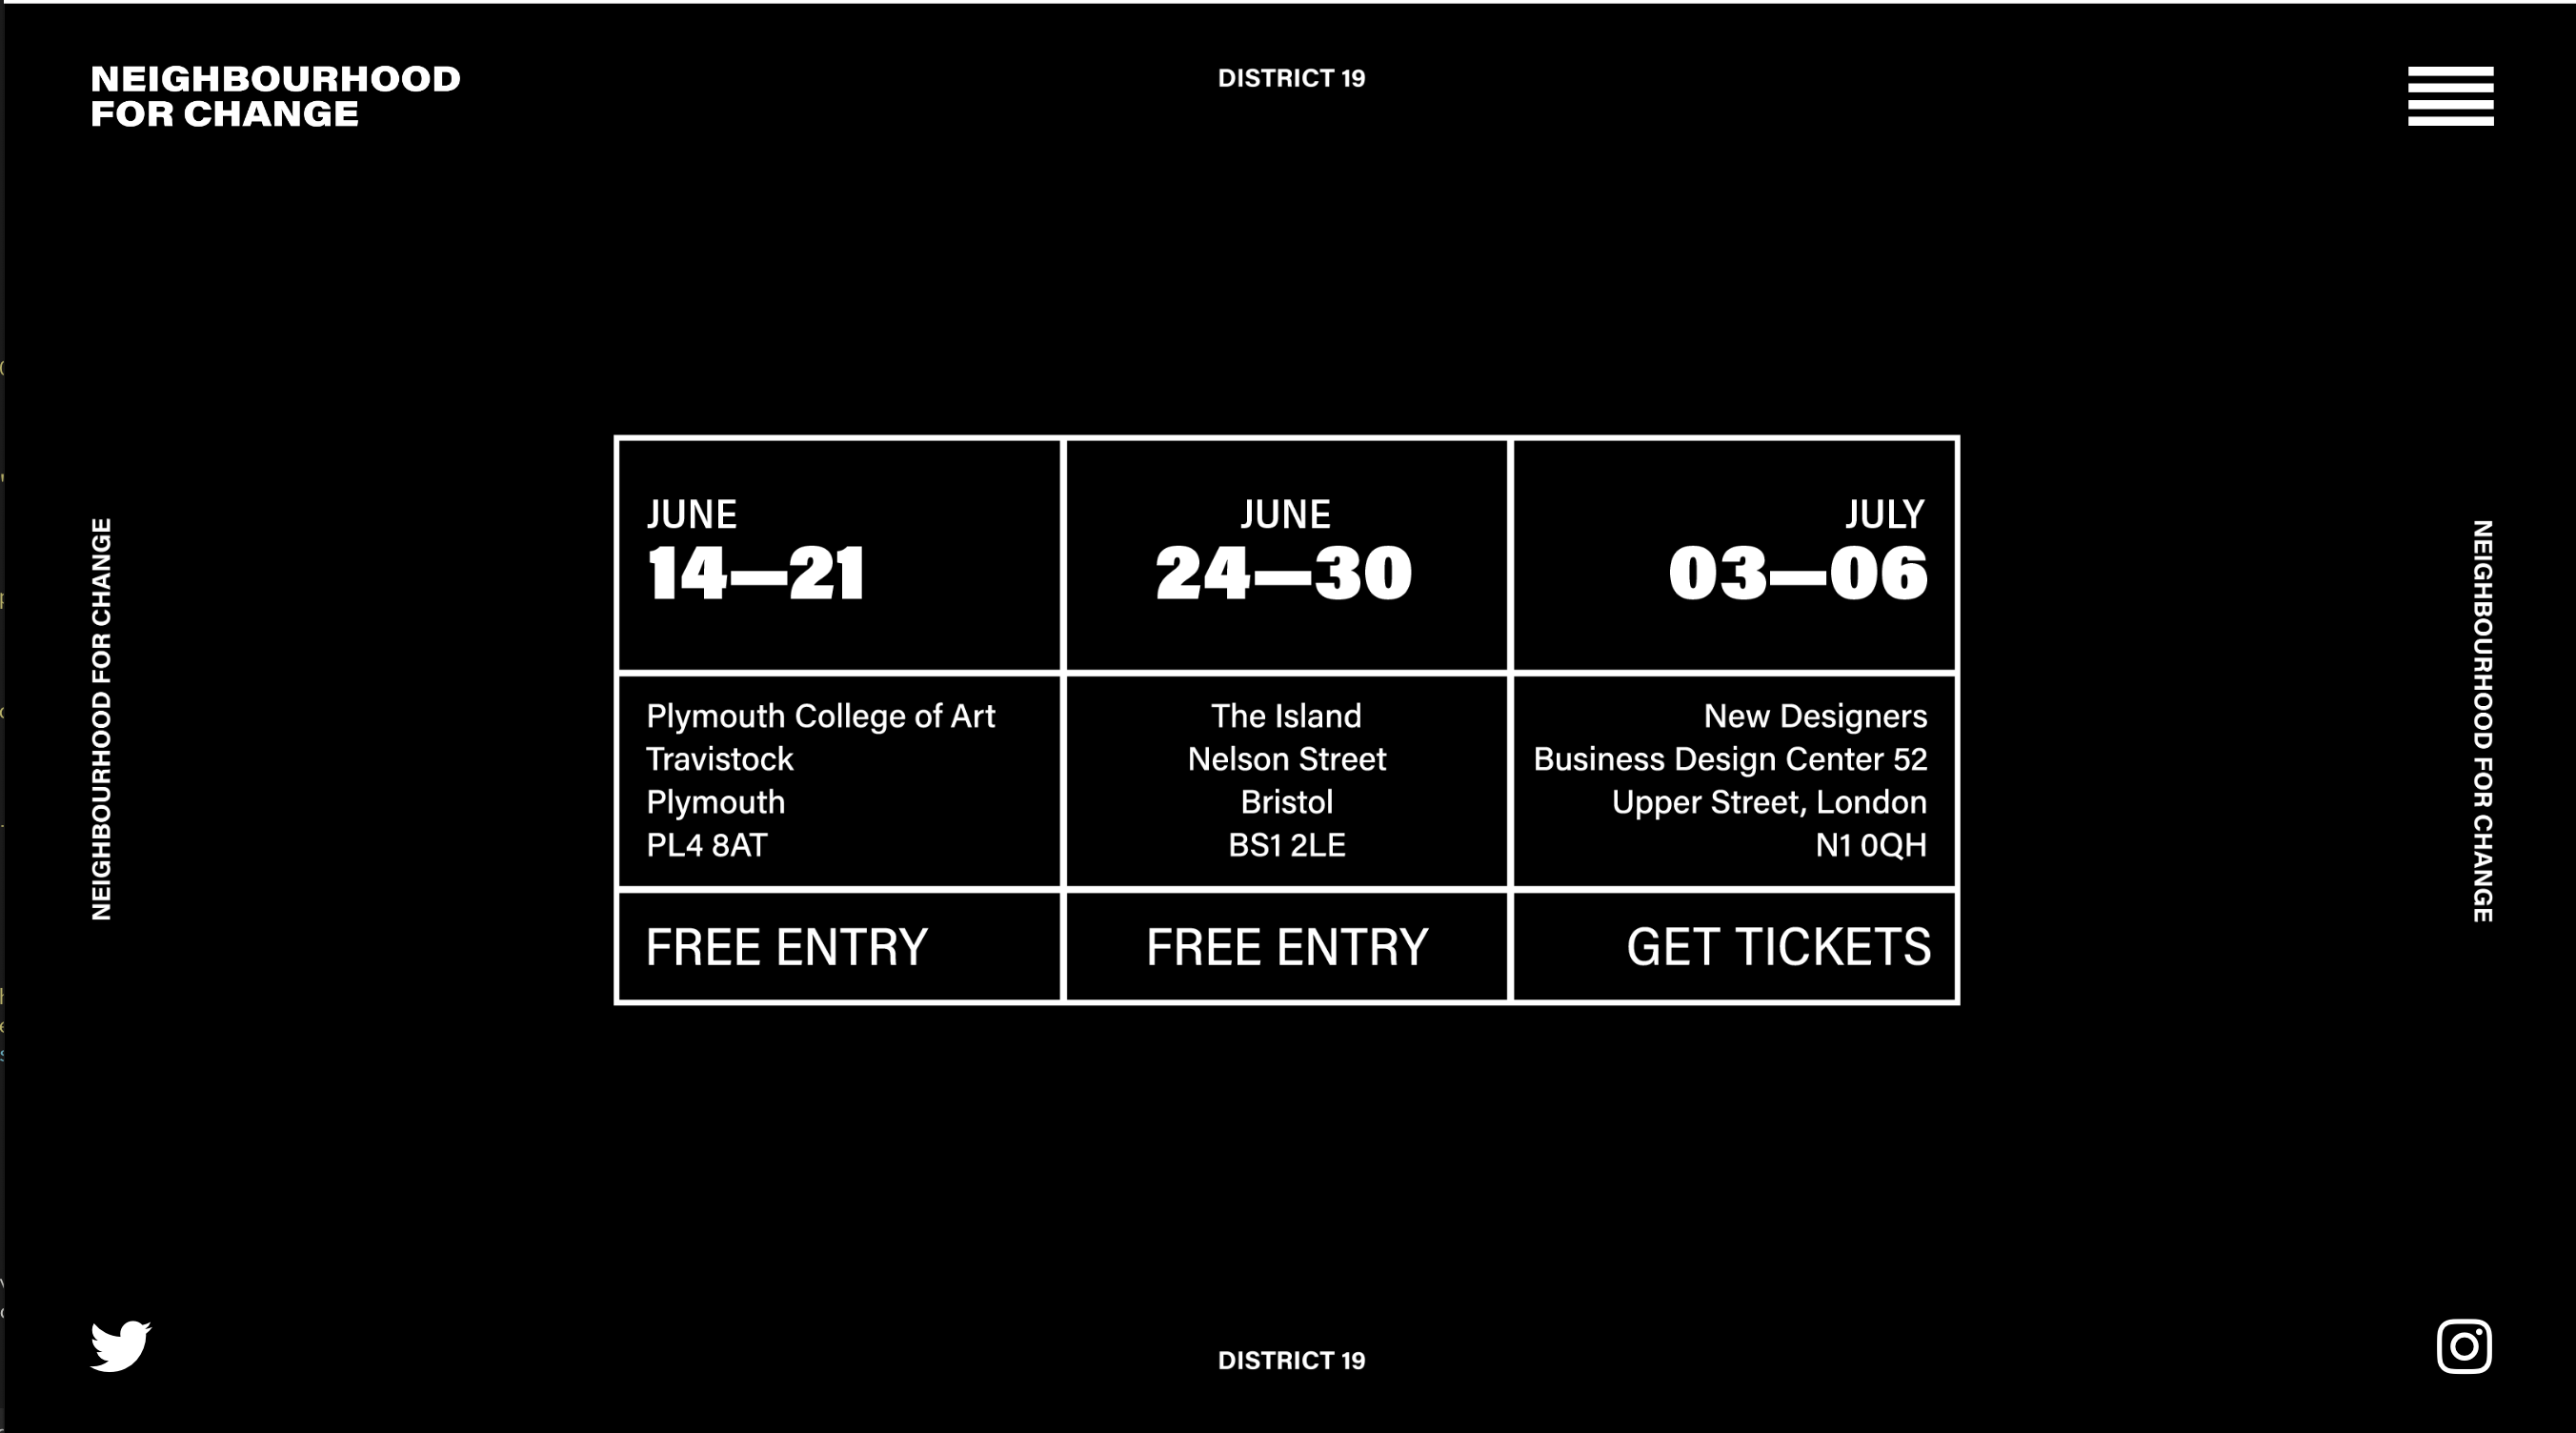 NEIGHBOURHOOD
FOR CHANGE
DISTRICT 19
NEIGHBOURHOOD FOR CHANGE
JUNE
14—21
JUNE
24—30
JULY
03—06
Plymouth College of Art
Travistock
Plymouth
PL4 8AT
The Island
Nelson Street
Bristol
BS1 2LE
New Designers
Business Design Center 52
Upper Street, London
N1 0QH
FREE ENTRY
FREE ENTRY
GET TICKETS
NEIGHBOURHOOD FOR CHANGE
DISTRICT 19